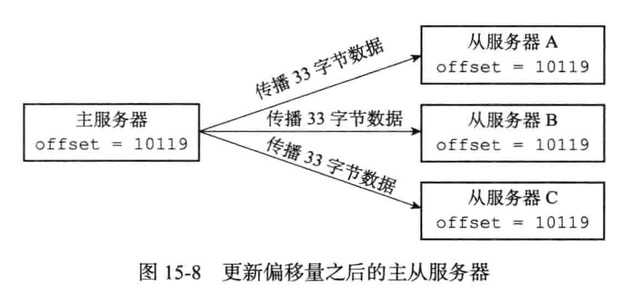 从服务器 A
offset = 10119
传播 33 字节数据
主服务器
offset = 10119
传播 33 字节数据
从服务器 B
offset = 10119
传播 33 字节数据
从服务器 C
offset = 10119
图 15-8 更新偏移量之后的主从服务器